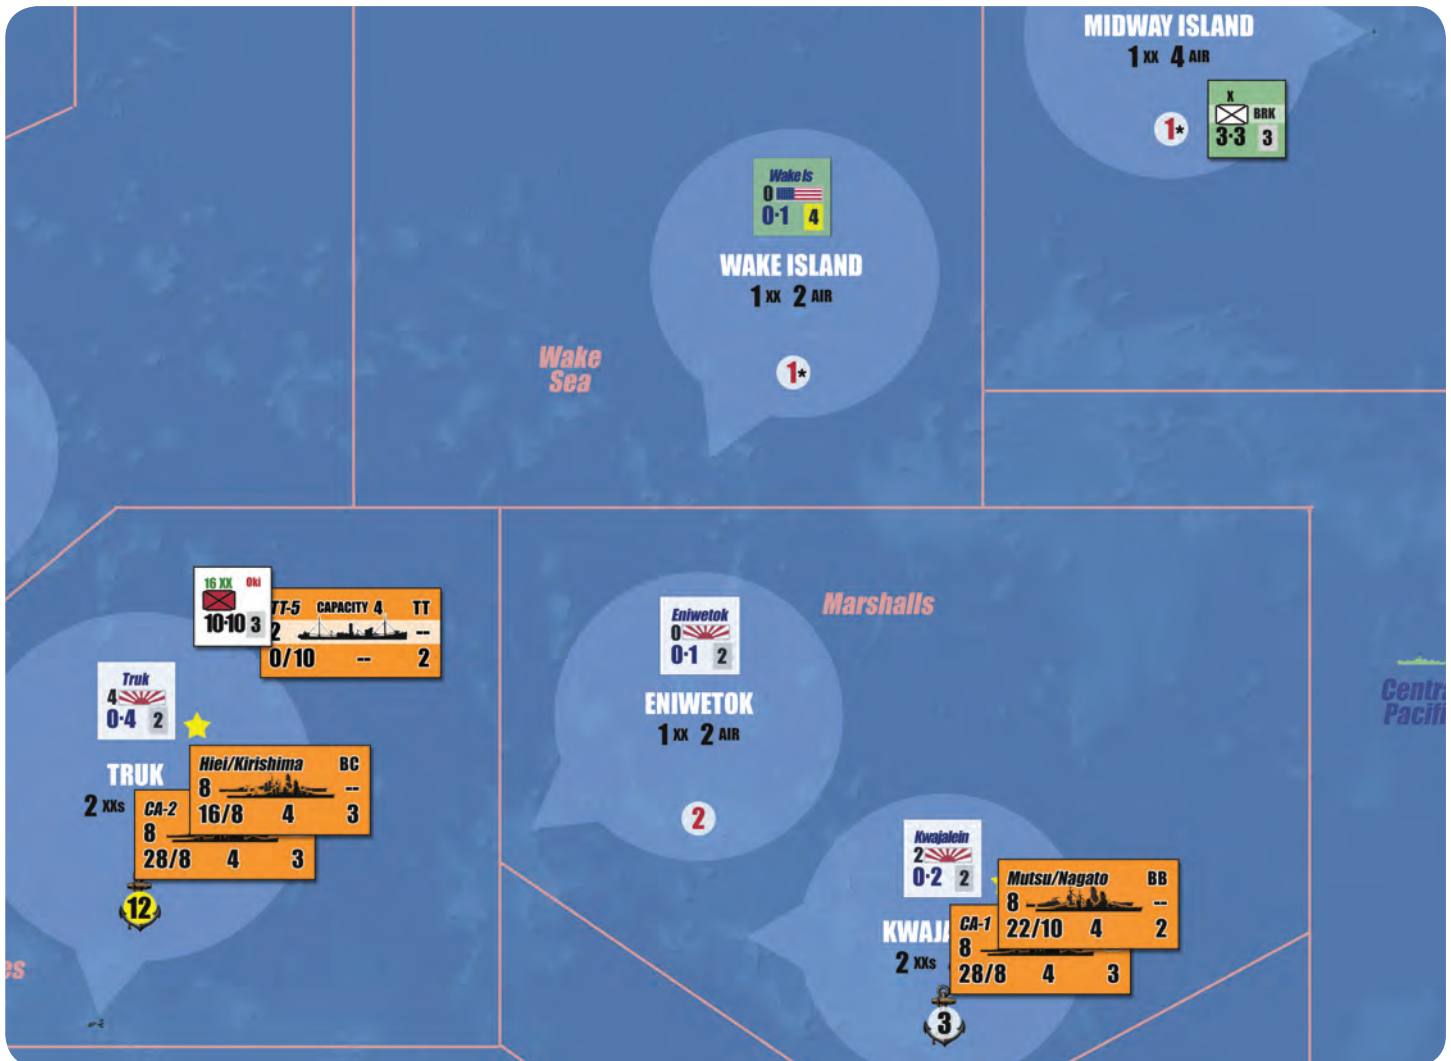 MIDWAY ISLAND
1 XX 4 AIR
X
BRK
3-3 3
1*
Wake Is
0
0-1 4
WAKE ISLAND
1 XX 2 AIR
1*
Wake
Sea
16 XX Oki
10-10 3
TT-5 CAPACITY 4 TT
2 --
0/10 -- 2
Truk
4
0-4 2
TRUK
2 XXs
Hiei/Kirishima BC
8 --
16/8 4 3
CA-2
8
28/8 4 3
12
es
Marshalls
Eniwetok
0
0-1 2
ENIWETOK
1 XX 2 AIR
2
Kwajalein
2
0-2 2
KWAJA
2 XXs
Mutsu/Nagato BB
8 --
22/10 4 2
CA-1
8
28/8 4 3
3
Centra
Pacifi